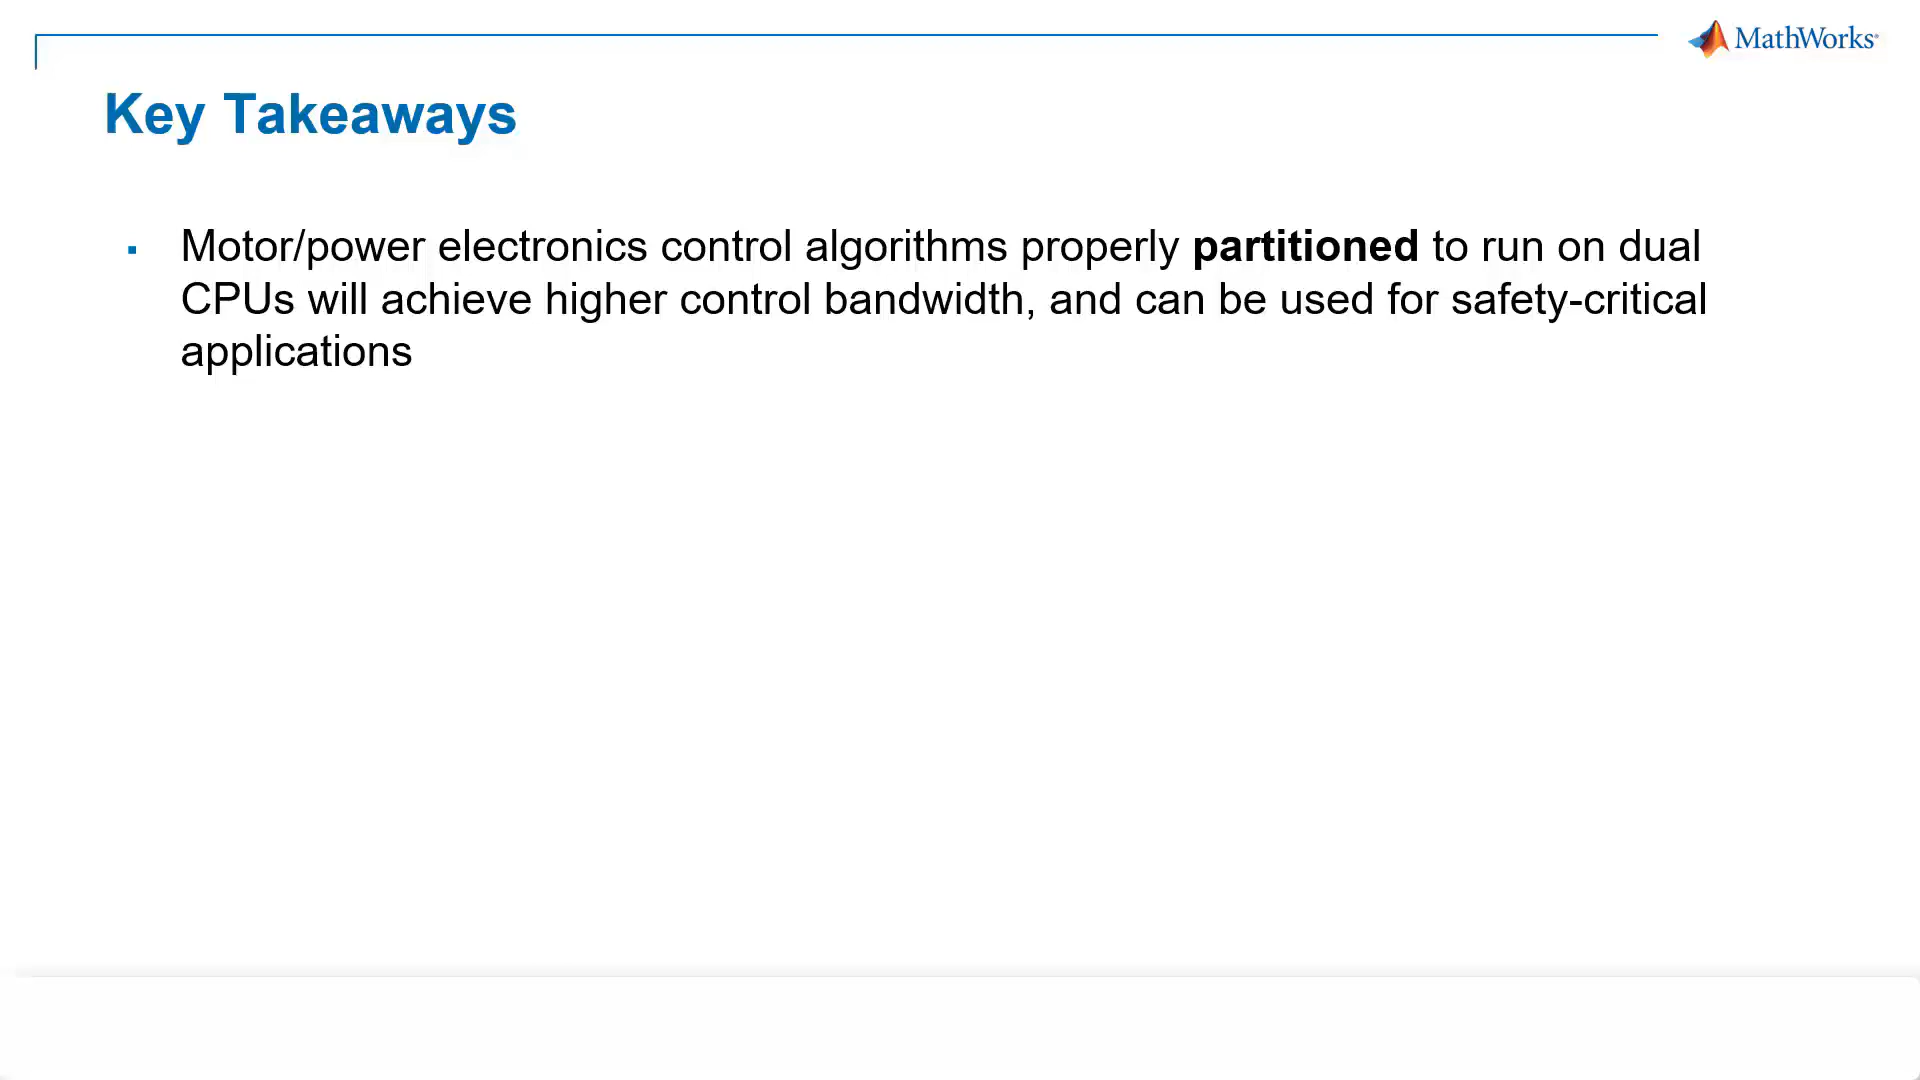 MathWorks®
Key Takeaways
▪ Motor/power electronics control algorithms properly partitioned to run on dual
CPUs will achieve higher control bandwidth, and can be used for safety-critical
applications